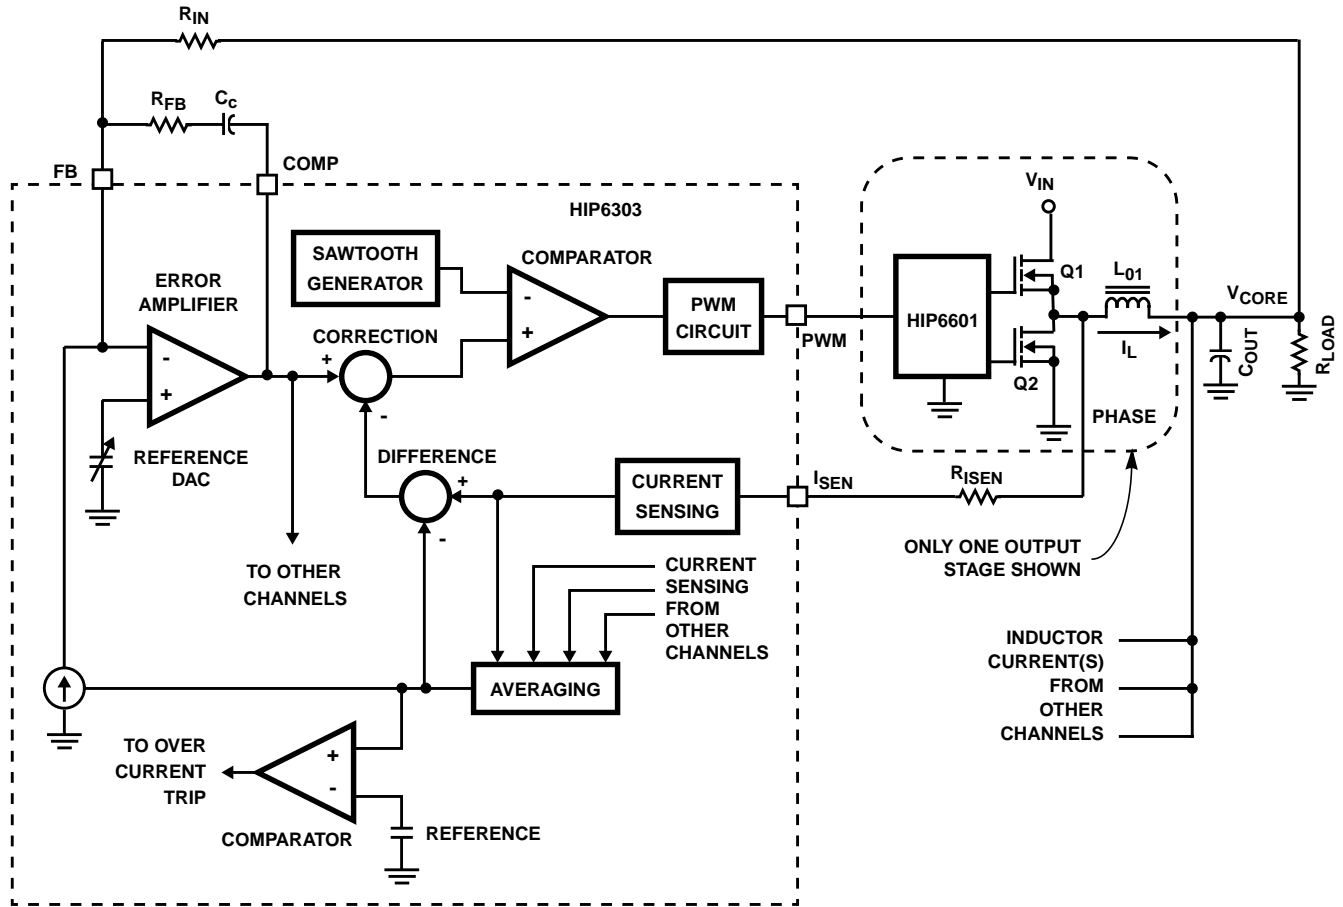 R_IN
R_FB
C_c
FB
COMP
HIP6303
V_IN
SAWTOOTH
GENERATOR
COMPARATOR
-
+
ERROR
AMPLIFIER
-
+
CORRECTION
+
-
PWM
CIRCUIT
PWM
HIP6601
Q1
Q2
L_01
I_L
V_CORE
C_OUT
R_LOAD
PHASE
REFERENCE
DAC
DIFFERENCE
+
-
CURRENT
SENSING
I_SEN
R_ISEN
ONLY ONE OUTPUT
STAGE SHOWN
TO OTHER
CHANNELS
CURRENT
SENSING
FROM
OTHER
CHANNELS
AVERAGING
INDUCTOR
CURRENT(S)
FROM
OTHER
CHANNELS
TO OVER
CURRENT
TRIP
+
-
COMPARATOR
REFERENCE